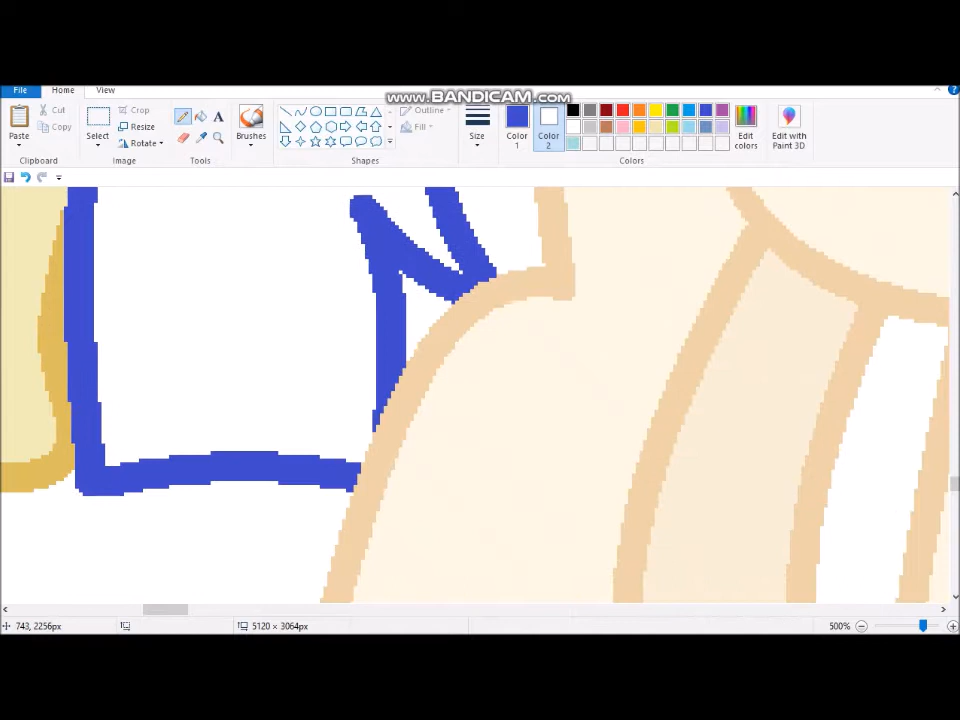 www.BANDICAM.com
File Home View
Paste
Cut
Copy
Select
Crop
Resize
Rotate
A
Brushes
Outline
Fill
Size
Color 1
Color 2
Edit colors
Edit with Paint 3D
Clipboard Image Tools Shapes Colors
743, 2256px
5120 × 3064px
500%